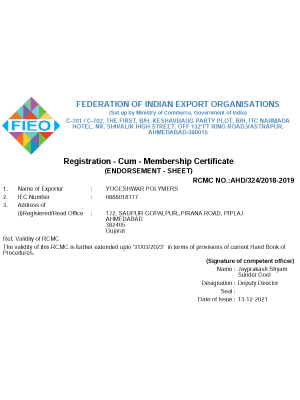 FIEO
FEDERATION OF INDIAN EXPORT ORGANISATIONS
(Set up by Ministry of Commerce, Government of India)
C-701 / C-702, THE FIRST, B/H. KESHAVBAUG PARTY PLOT, B/H. ITC NARMADA
HOTEL, NR. SHIVALIK HIGH STREET, OFF 132'FT RING ROAD,VASTRAPUR,
AHMEDABAD-380015
Registration - Cum - Membership Certificate
(ENDORSEMENT - SHEET)
RCMC NO.:AHD/324/2018-2019
1. Name of Exporter : YOGESHWAR POLYMERS
2. IEC Number : 0888018177
3. Address of
(i)Registered/Head Office : 172, SAIJPUR-GOPALPUR, PIRANA ROAD, PIPLAJ
AHMEDABAD
382405
Gujarat
Ref. Validity of RCMC
The validity of this RCMC is further extended upto '31/03/2023' in terms of provisions of current Hand Book of
Procedures.
(Signature of competent officer)
Name : Jayprakash Shyam
Sunder Goel
Designation : Deputy Director
Seal :
Date of Issue : 13-12-2021